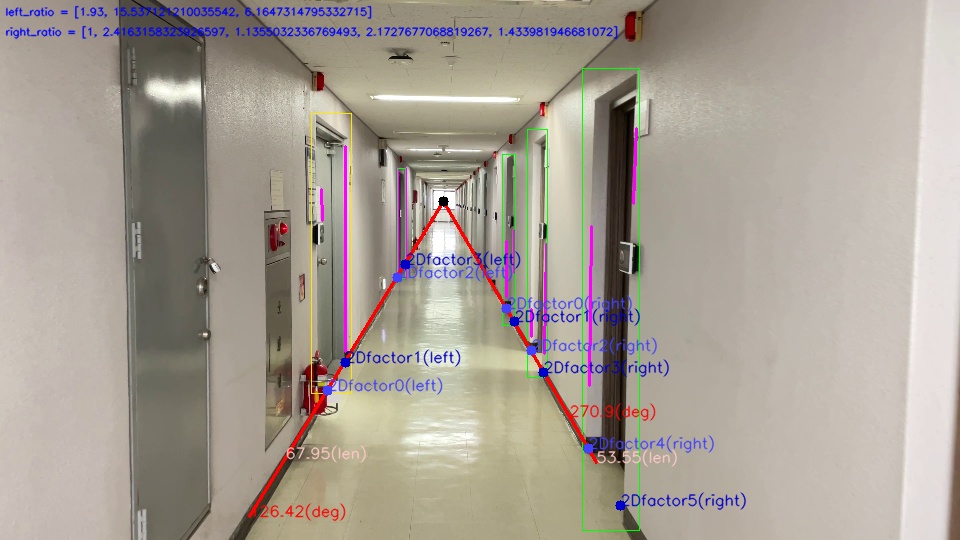 left_ratio = [1.93, 15.537121210035542, 6.1647314795332715]
right_ratio = [1, 2.4163158323926597, 1.1355032336769493, 2.1727677068819267, 1.433981946681072]
2Dfactor3(left)
2Dfactor2(left)
2Dfactor0(right)
2Dfactor1(right)
2Dfactor2(right)
2Dfactor1(left)
2Dfactor3(right)
2Dfactor0(left)
270.9(deg)
2Dfactor4(right)
67.95(len)
53.55(len)
2Dfactor5(right)
126.42(deg)